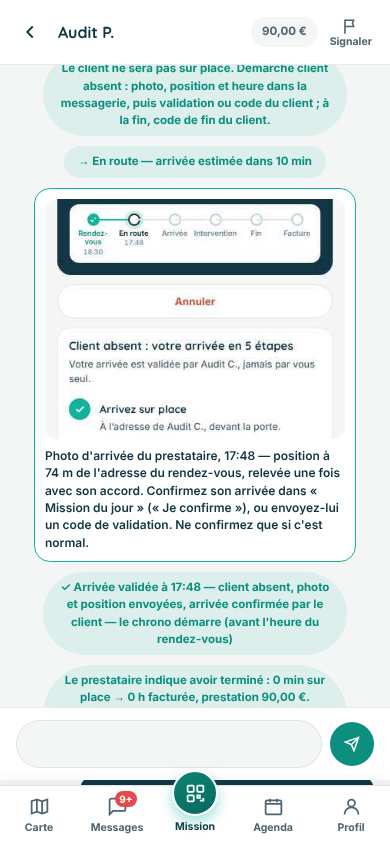 Audit P.
90,00 €
Signaler
Le client ne sera pas sur place. Démarche client
absent : photo, position et heure dans la
messagerie, puis validation ou code du client ; à
la fin, code de fin du client.
→ En route — arrivée estimée dans 10 min
Rendez-vous
18:30
En route
17:48
Arrivée
Intervention
Fin
Facture
Annuler
Client absent : votre arrivée en 5 étapes
Votre arrivée est validée par Audit C., jamais par vous
seul.
Arrivez sur place
À l'adresse de Audit C., devant la porte.
Photo d'arrivée du prestataire, 17:48 — position à
74 m de l'adresse du rendez-vous, relevée une fois
avec son accord. Confirmez son arrivée dans «
Mission du jour » (« Je confirme »), ou envoyez-lui
un code de validation. Ne confirmez que si c'est
normal.
✓ Arrivée validée à 17:48 — client absent, photo
et position envoyées, arrivée confirmée par le
client — le chrono démarre (avant l'heure du
rendez-vous)
Le prestataire indique avoir terminé : 0 min sur
place → 0 h facturée, prestation 90,00 €.
Carte
9+
Messages
Mission
Agenda
Profil